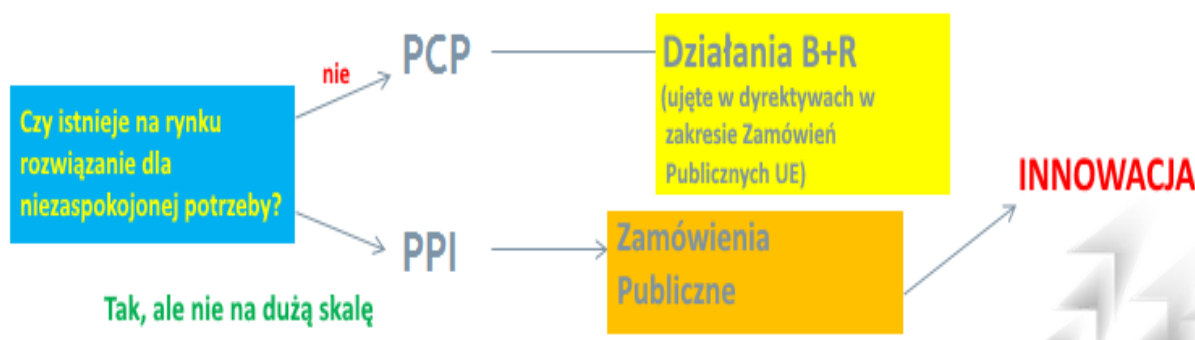 Czy istnieje na rynku
rozwiązanie dla
niezaspokojonej potrzeby?
nie
PCP
Działania B+R
(ujęte w dyrektywach w
zakresie Zamówień
Publicznych UE)
Tak, ale nie na dużą skalę
PPI
Zamówienia
Publiczne
INNOWACJA